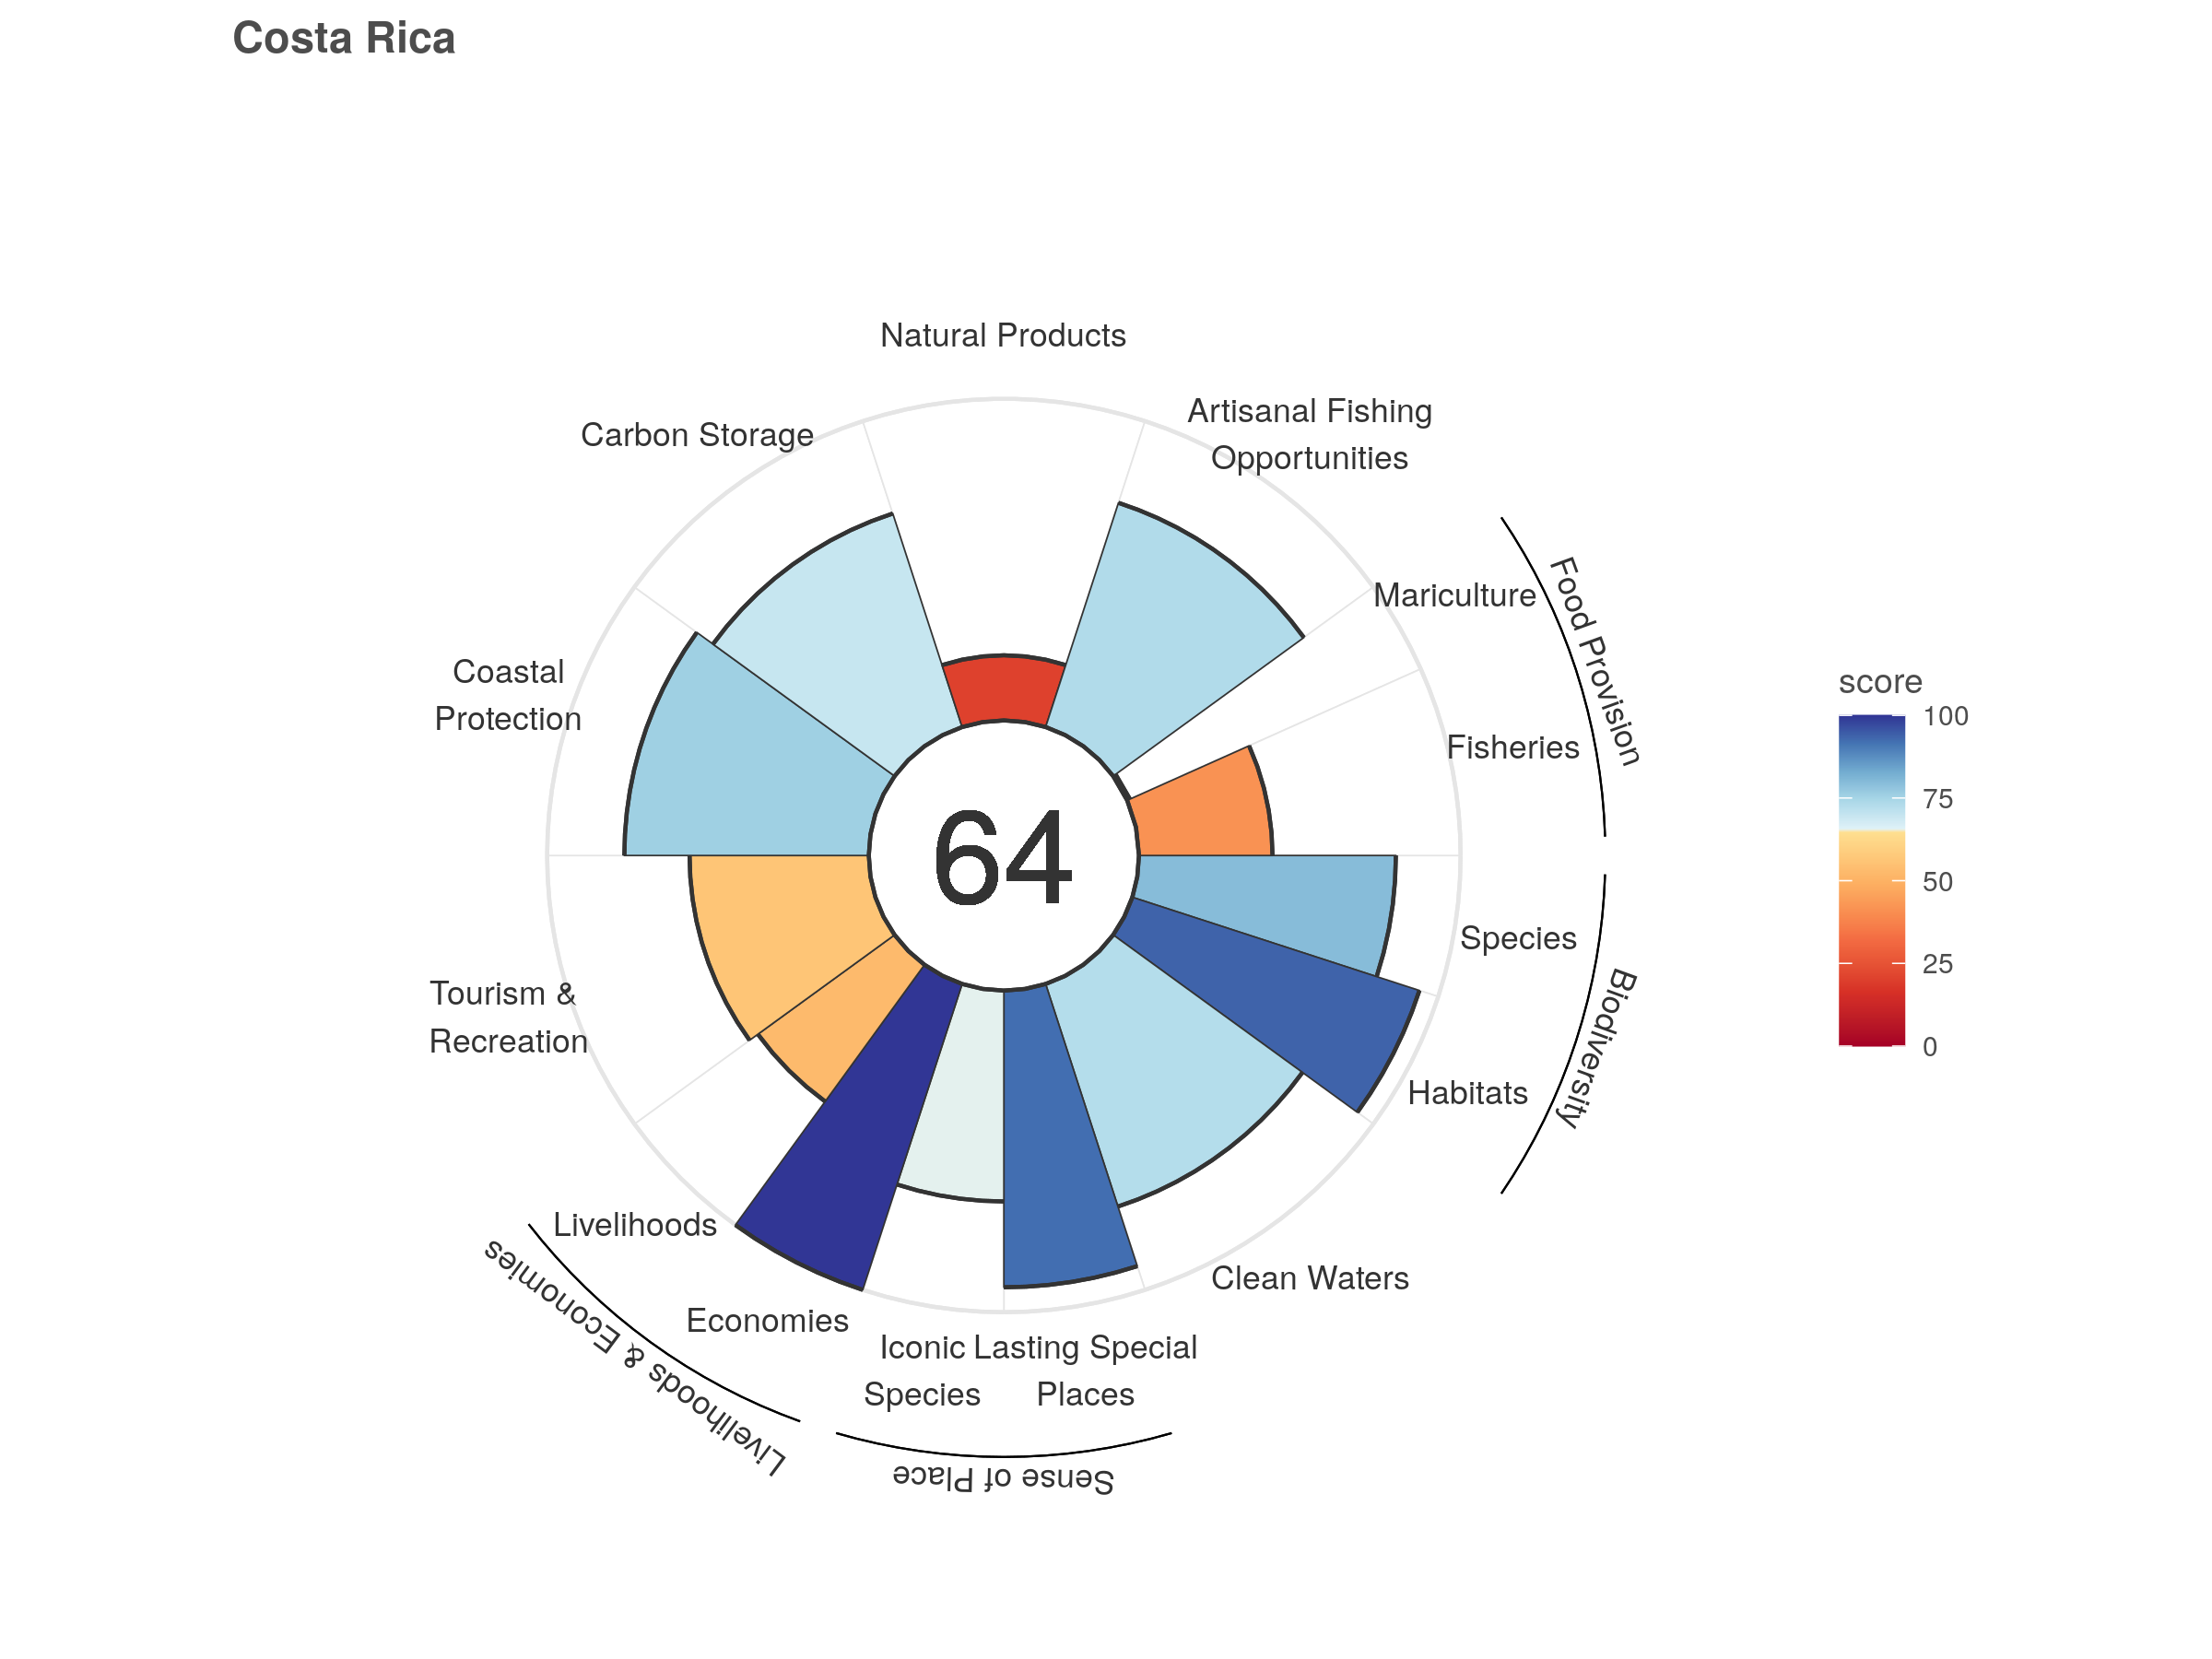 Costa Rica
Natural Products
Artisanal Fishing
Opportunities
Carbon Storage
Mariculture
Food Provision
Fisheries
Coastal
Protection
64
Species
Biodiversity
Habitats
Tourism &
Recreation
Clean Waters
Livelihoods
Economies
Livelihoods & Economies
Iconic
Species
Lasting Special
Places
Sense of Place
score
100
75
50
25
0